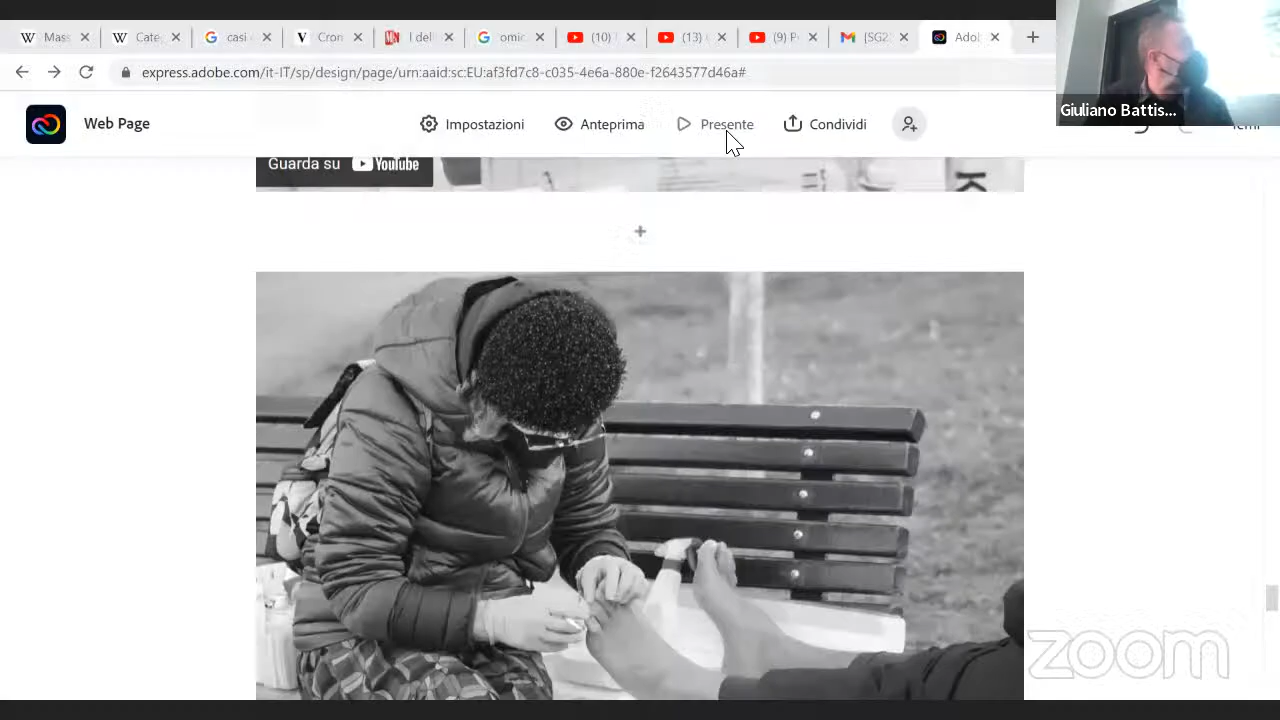 Mass
Cate
casi
Cron
I del
omic
(10)
(13)
(9) P
[SG2
Adol
express.adobe.com/it-IT/sp/design/page/urn:aaid:sc:EU:af3fd7c8-c035-4e6a-880e-f2643577d46a#
Giuliano Battis...
Web Page
Impostazioni
Anteprima
Presente
Condividi
Temi
Guarda su YouTube
K
zoom